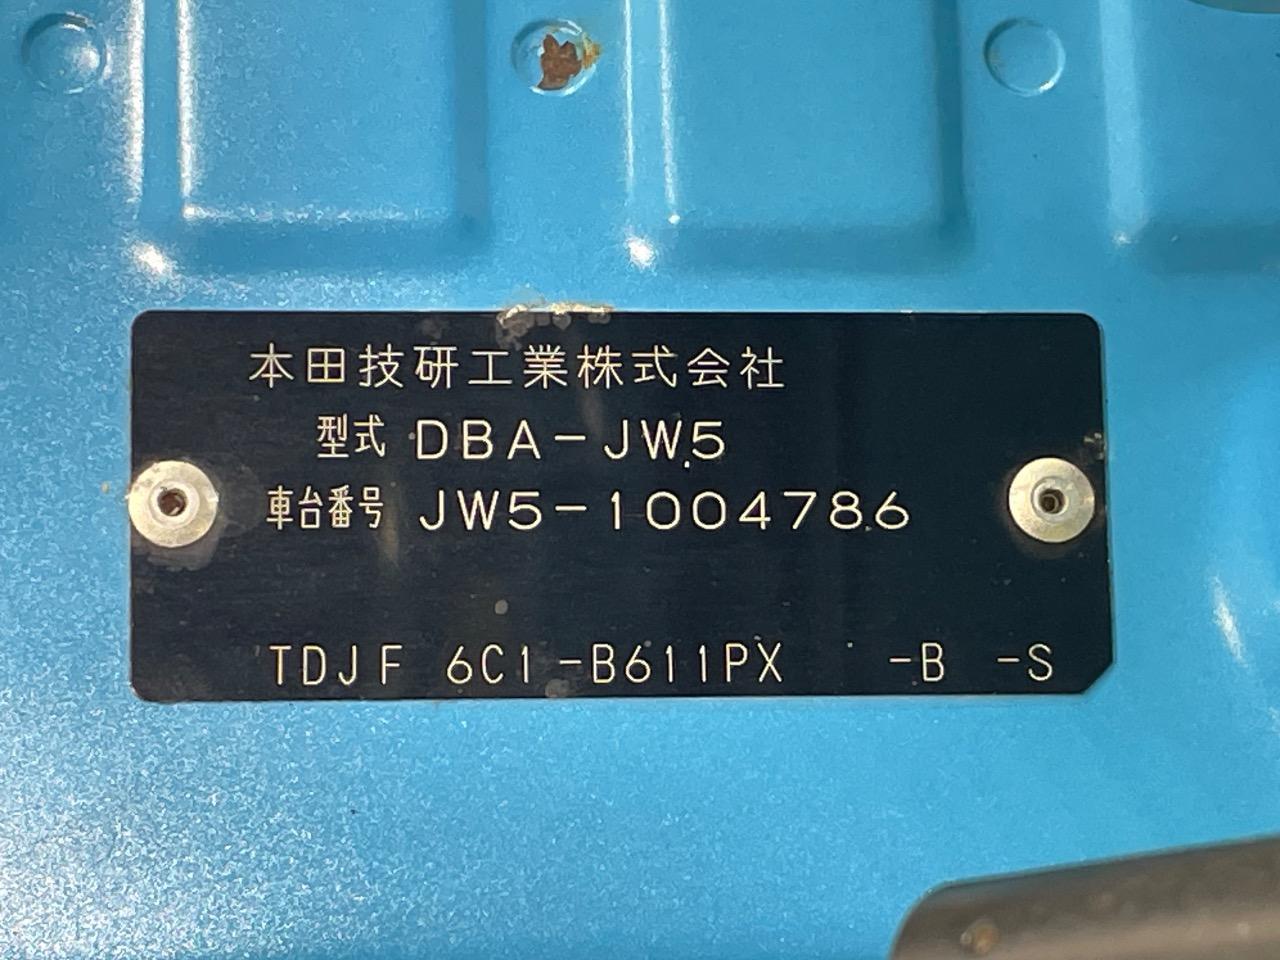 本田技研工業株式会社
型式 DBA-JW5
車台番号 JW5-1004786
TDJF 6C1-B611PX -B -S